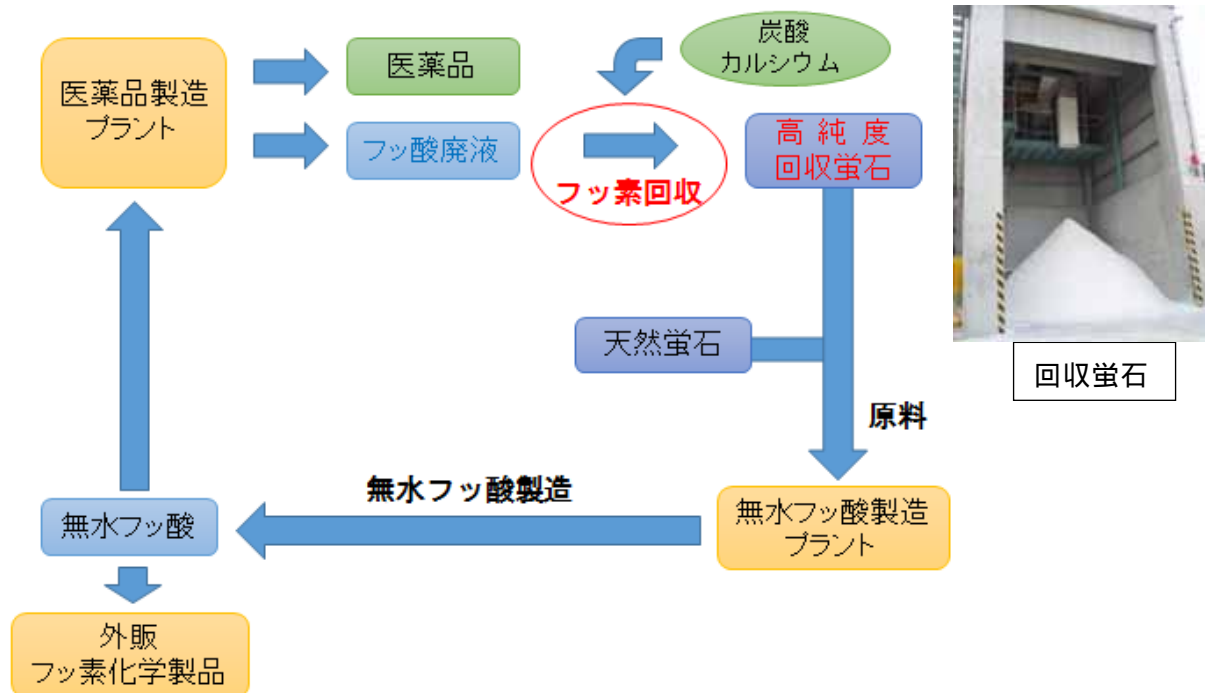 医薬品製造
プラント
医薬品
フッ酸廃液
炭酸
カルシウム
フッ素回収
高純度
回収蛍石
回収蛍石
天然蛍石
原料
無水フッ酸製造
無水フッ酸製造
プラント
無水フッ酸
外販
フッ素化学製品